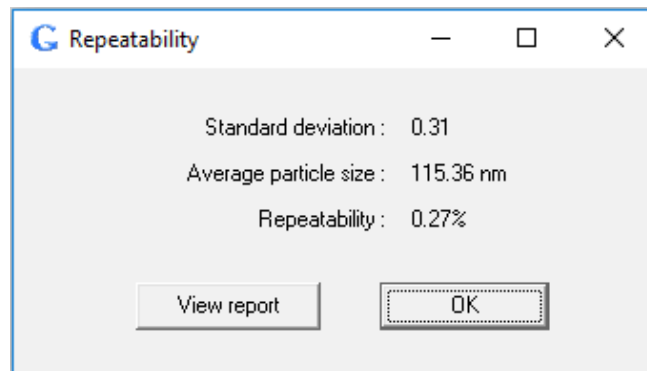 G Repeatability
Standard deviation : 0.31
Average particle size : 115.36 nm
Repeatability : 0.27%
View report OK